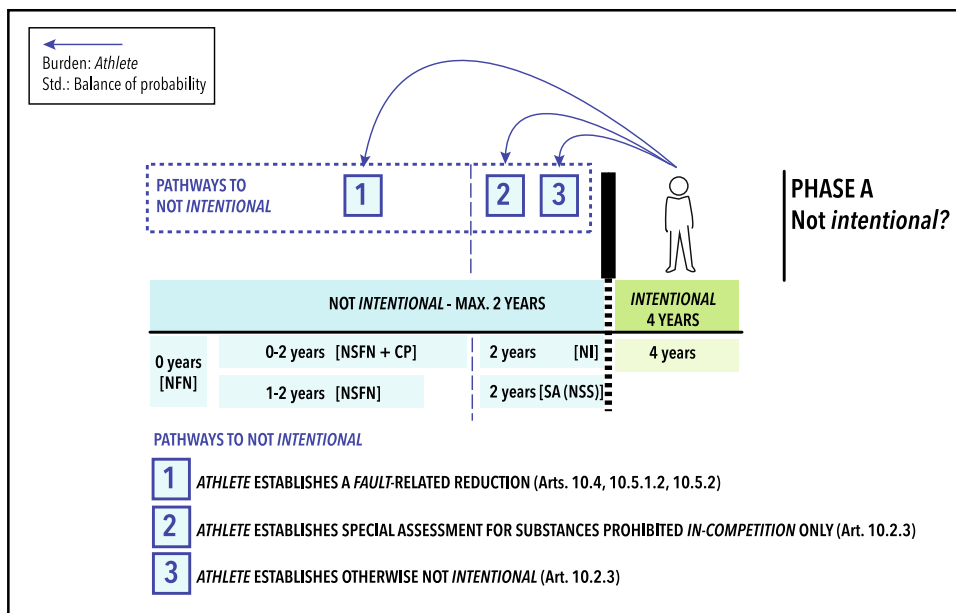 Burden: Athlete
Std.: Balance of probability
PATHWAYS TO
NOT INTENTIONAL
1
2
3
PHASE A
Not intentional?
NOT INTENTIONAL - MAX. 2 YEARS
INTENTIONAL
4 YEARS
0 years
[NFN]
0-2 years [NSFN + CP]
1-2 years [NSFN]
2 years [NI]
2 years [SA (NSS)]
4 years
PATHWAYS TO NOT INTENTIONAL
1 ATHLETE ESTABLISHES A FAULT-RELATED REDUCTION (Arts. 10.4, 10.5.1.2, 10.5.2)
2 ATHLETE ESTABLISHES SPECIAL ASSESSMENT FOR SUBSTANCES PROHIBITED IN-COMPETITION ONLY (Art. 10.2.3)
3 ATHLETE ESTABLISHES OTHERWISE NOT INTENTIONAL (Art. 10.2.3)